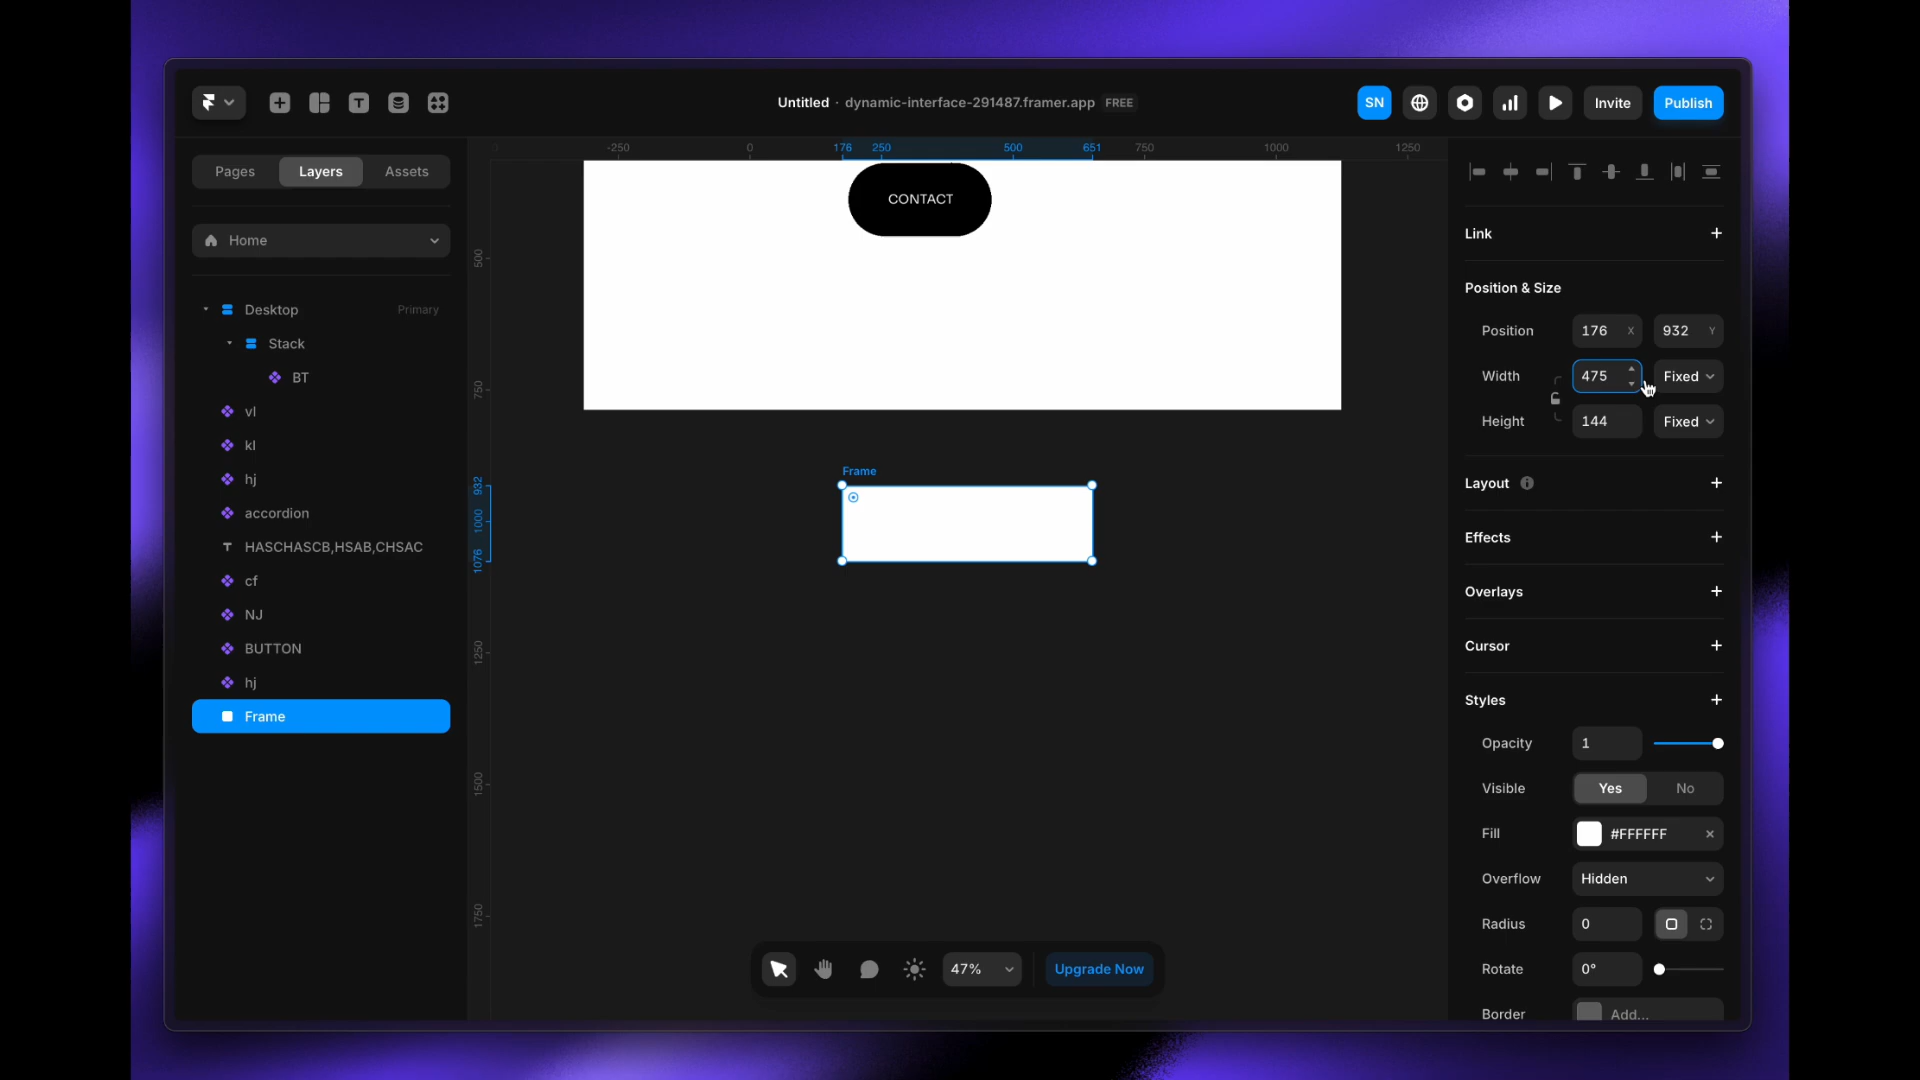 Untitled · dynamic-interface-291487.framer.app FREE
SN
Invite
Publish
Pages
Layers
Assets
Home
Desktop
Primary
Stack
BT
vl
kl
hj
accordion
HASCHASCB,HSAB,CHSAC
cf
NJ
BUTTON
hj
Frame
-250
0
176
250
500
651
750
1000
1250
500
750
932
1000
1076
1250
1500
1750
CONTACT
Frame
47%
Upgrade Now
Link
Position & Size
Position
176 X
932 Y
Width
475
Fixed
Height
144
Fixed
Layout
Effects
Overlays
Cursor
Styles
Opacity
1
Visible
Yes
No
Fill
#FFFFFF
Overflow
Hidden
Radius
0
Rotate
0°
Border
Add...